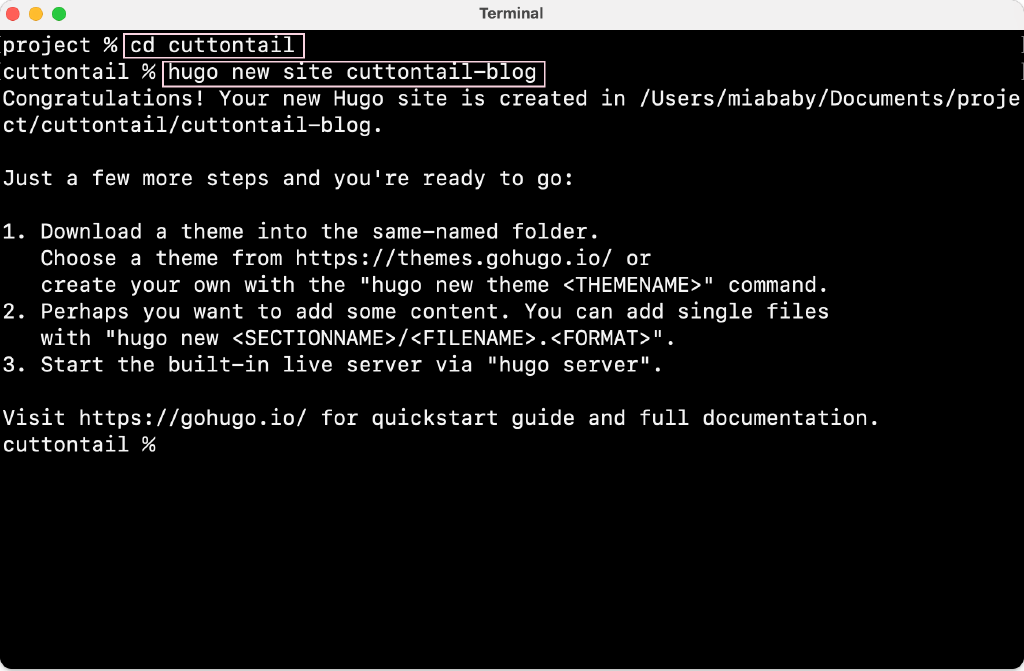 Terminal
project % cd cuttontail
cuttontail % hugo new site cuttontail-blog
Congratulations! Your new Hugo site is created in /Users/miababy/Documents/proje
ct/cuttontail/cuttontail-blog.
Just a few more steps and you're ready to go:
1. Download a theme into the same-named folder.
Choose a theme from https://themes.gohugo.io/ or
create your own with the "hugo new theme <THEMENAME>" command.
2. Perhaps you want to add some content. You can add single files
with "hugo new <SECTIONNAME>/<FILENAME>.<FORMAT>".
3. Start the built-in live server via "hugo server".
Visit https://gohugo.io/ for quickstart guide and full documentation.
cuttontail %